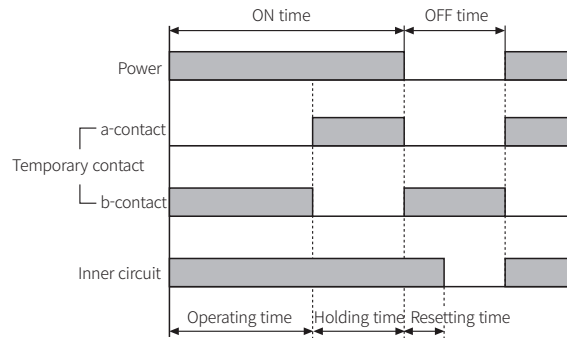 ON time OFF time
Power
a-contact
Temporary contact
b-contact
Inner circuit
Operating time Holding time Resetting time